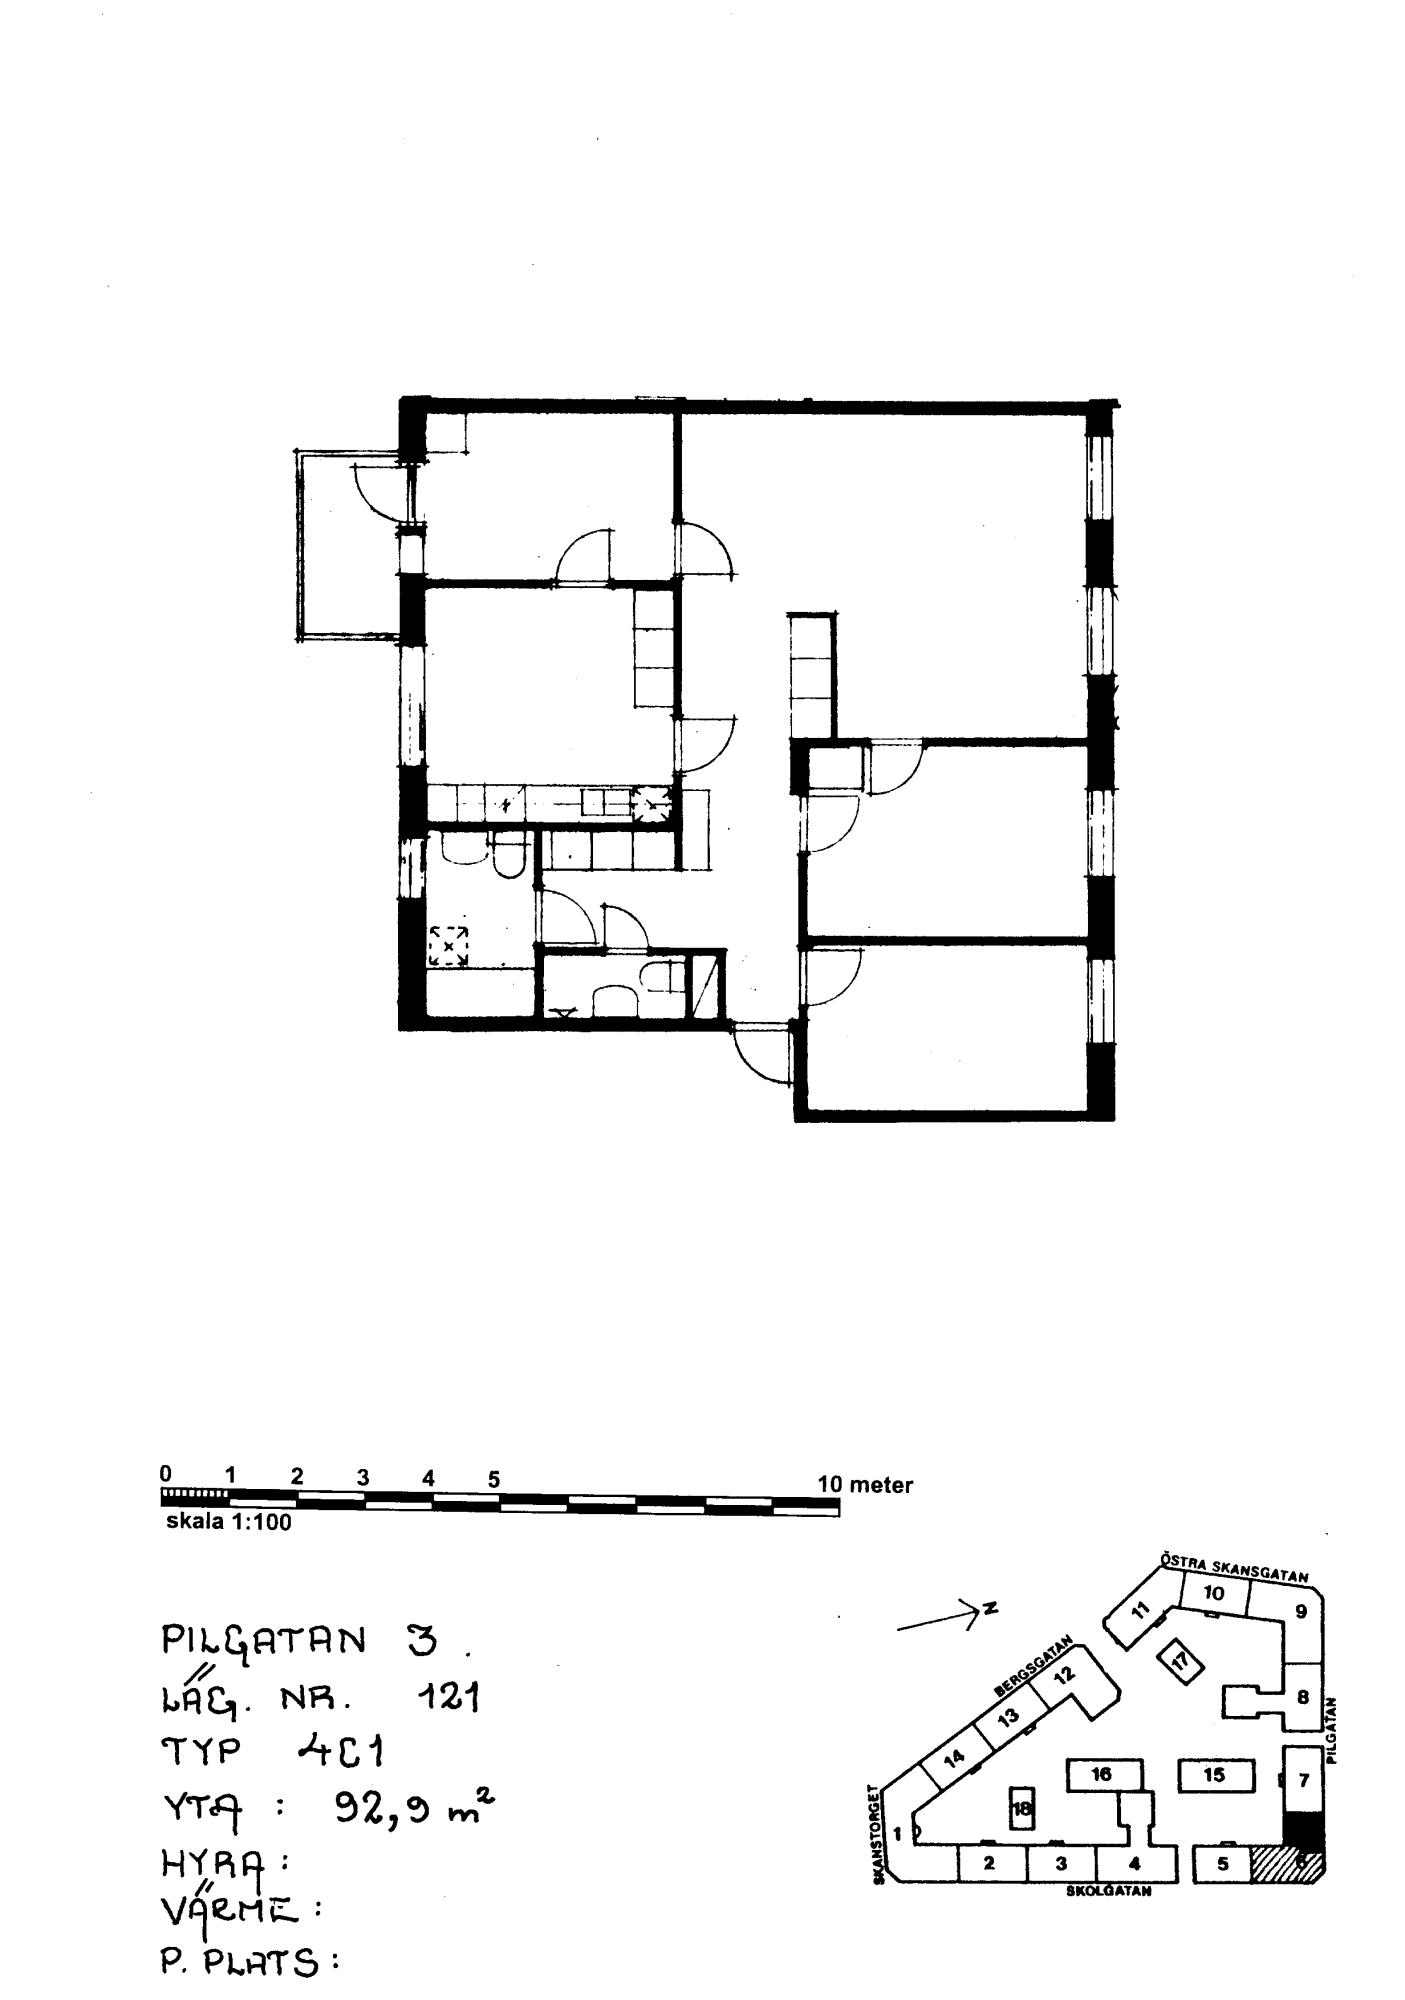 0 1 2 3 4 5 10 meter
skala 1:100
PILGATAN 3.
LÄG. NR. 121
TYP 4C1
YTA : 92,9 m²
HYRA :
VÄRME :
P. PLATS :
N
ÖSTRA SKANSGATAN
BERGSGATAN
PILGATAN
SKANSTORGET
SKOLGATAN
11 10 9
12 17 8
13
14 16 15 7
18
1 2 3 4 5 6